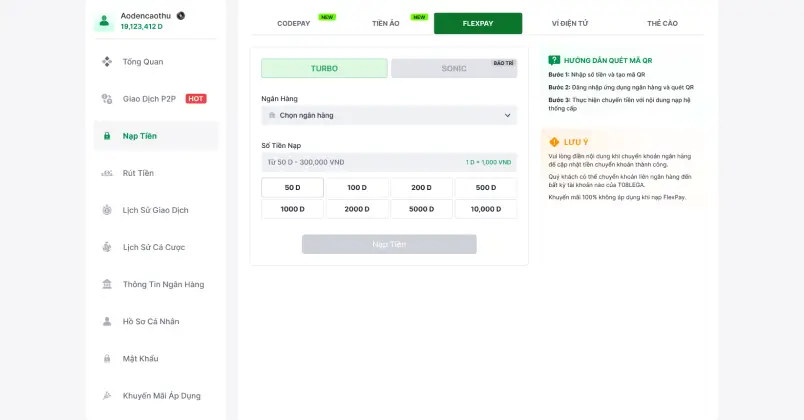 Aodencaothu
19,123,412 D
Tổng Quan
Giao Dịch P2P HOT
Nạp Tiền
Rút Tiền
Lịch Sử Giao Dịch
Lịch Sử Cá Cược
Thông Tin Ngân Hàng
Hồ Sơ Cá Nhân
Mật Khẩu
Khuyến Mãi Áp Dụng
CODEPAY NEW
TIỀN ẢO NEW
FLEXPAY
VÍ ĐIỆN TỬ
THẺ CÀO
TURBO
SONIC BẢO TRÌ
Ngân Hàng
Chọn ngân hàng
Số Tiền Nạp
Từ 50 D - 300,000 VND 1 D = 1,000 VND
50 D 100 D 200 D 500 D
1000 D 2000 D 5000 D 10,000 D
Nạp Tiền
HƯỚNG DẪN QUÉT MÃ QR
Bước 1: Nhập số tiền và tạo mã QR
Bước 2: Đăng nhập ứng dụng ngân hàng và quét QR
Bước 3: Thực hiện chuyển tiền với nội dung nạp hệ
thống cấp
LƯU Ý
Vui lòng điền nội dung khi chuyển khoản ngân hàng
để cập nhật tiền chuyển khoản thành công.
Quý khách có thể chuyển khoản liên ngân hàng đến
bất kỳ tài khoản nào của
Khuyến mãi 100% không áp dụng khi nạp FlexPay.